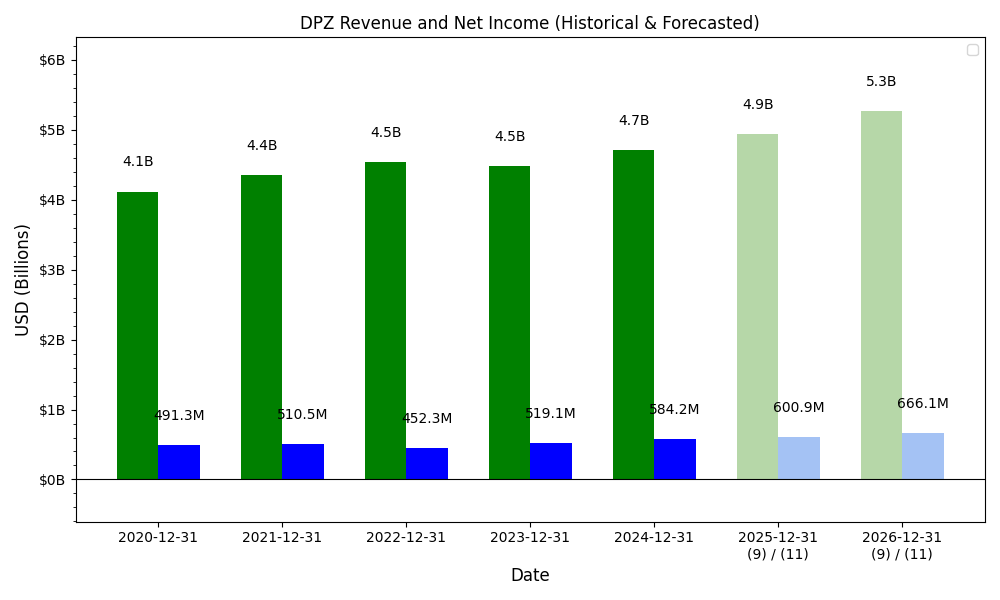 DPZ Revenue and Net Income (Historical & Forecasted)
$6B
$5B
$4B
$3B
$2B
$1B
$0B
USD (Billions)
4.1B
4.4B
4.5B
4.5B
4.7B
4.9B
5.3B
491.3M
510.5M
452.3M
519.1M
584.2M
600.9M
666.1M
2020-12-31
2021-12-31
2022-12-31
2023-12-31
2024-12-31
2025-12-31
(9) / (11)
2026-12-31
(9) / (11)
Date